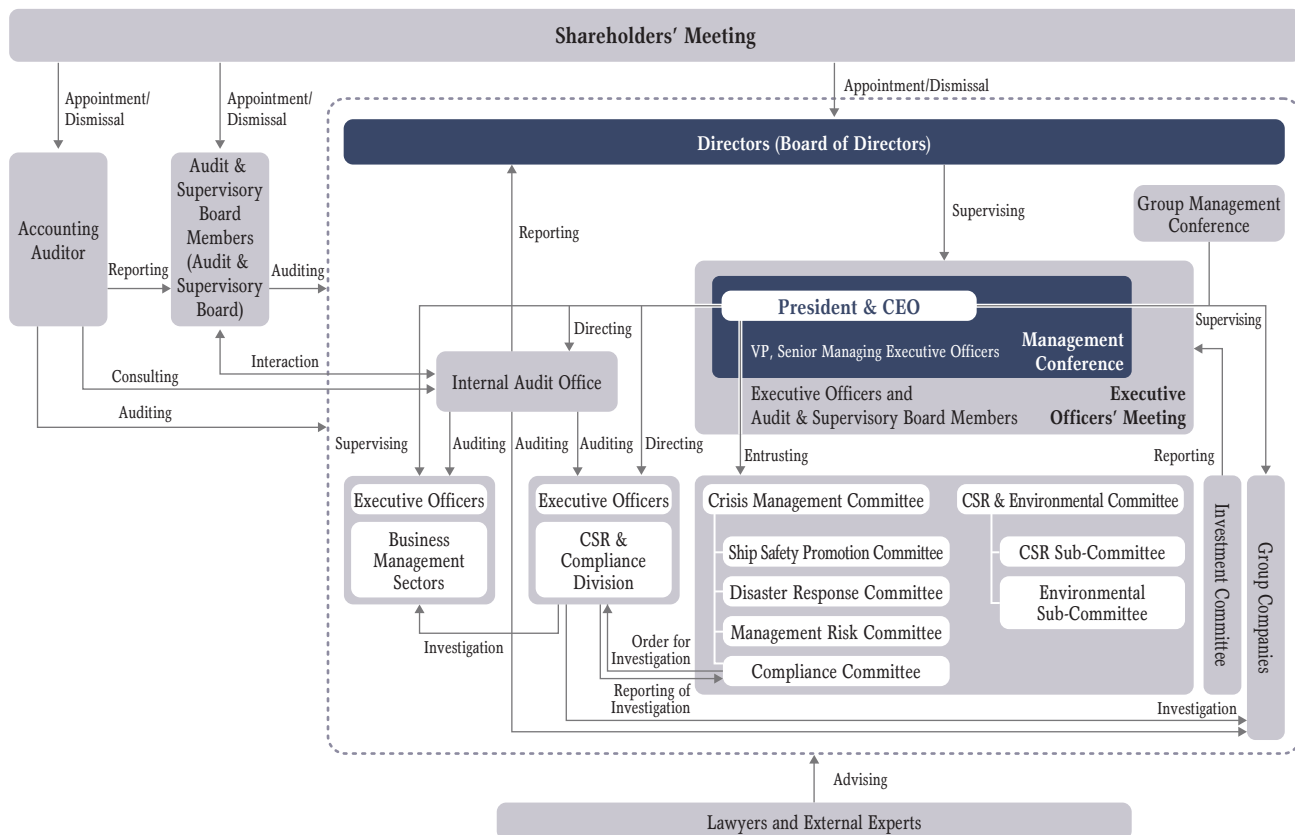 Shareholders’ Meeting
Appointment/
Dismissal
Appointment/
Dismissal
Appointment/Dismissal
Directors (Board of Directors)
Accounting
Auditor
Audit &
Supervisory
Board
Members
(Audit &
Supervisory
Board)
Reporting
Auditing
Reporting
Supervising
Group Management
Conference
President & CEO
VP, Senior Managing Executive Officers
Management
Conference
Executive Officers and
Audit & Supervisory Board Members
Executive
Officers’ Meeting
Supervising
Directing
Interaction
Consulting
Auditing
Internal Audit Office
Supervising
Auditing
Auditing
Auditing
Directing
Entrusting
Reporting
Executive Officers
Business
Management
Sectors
Executive Officers
CSR &
Compliance
Division
Crisis Management Committee
Ship Safety Promotion Committee
Disaster Response Committee
Management Risk Committee
Compliance Committee
CSR & Environmental Committee
CSR Sub-Committee
Environmental
Sub-Committee
Investment Committee
Group Companies
Investigation
Order for
Investigation
Reporting of
Investigation
Investigation
Advising
Lawyers and External Experts